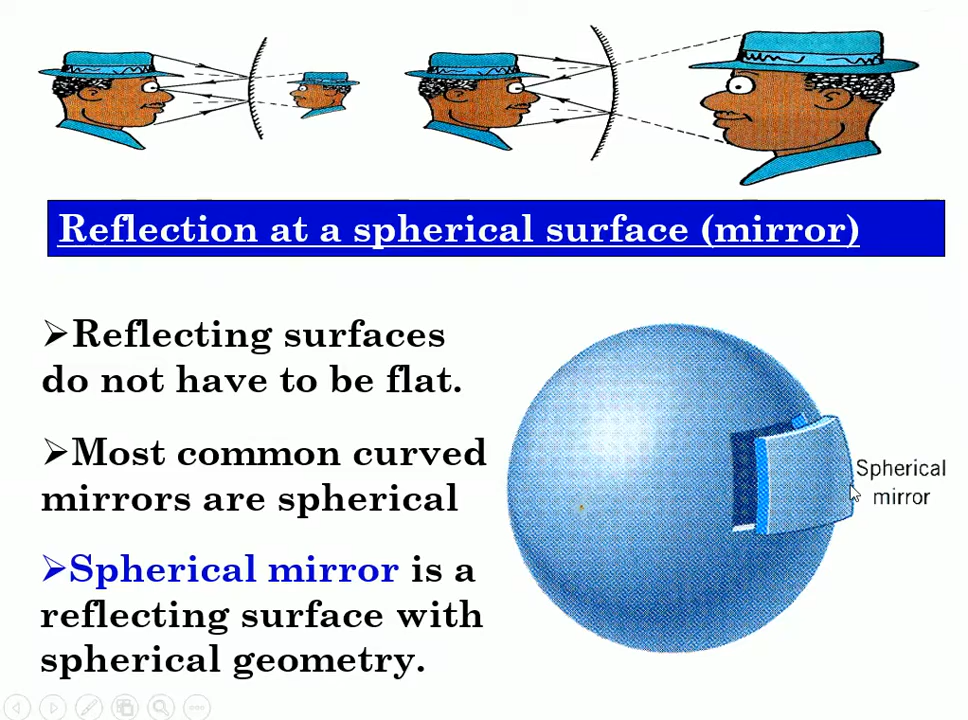 Reflection at a spherical surface (mirror)
➢Reflecting surfaces
do not have to be flat.
➢Most common curved
mirrors are spherical
➢Spherical mirror is a
reflecting surface with
spherical geometry.
Spherical
mirror